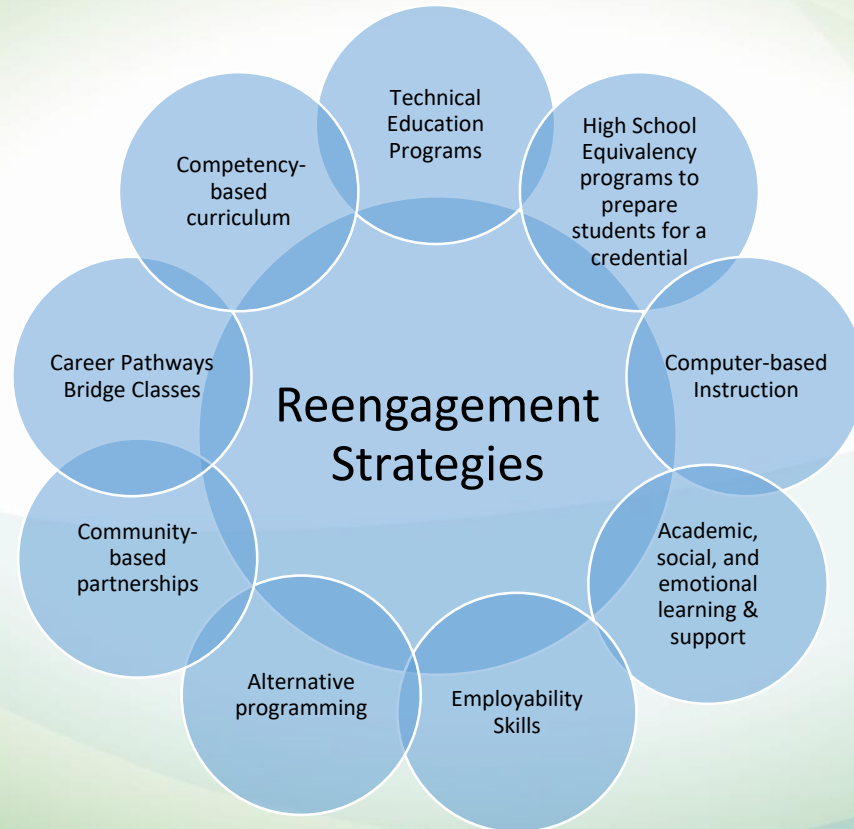 Reengagement
Strategies
Technical
Education
Programs
High School
Equivalency
programs to
prepare
students for a
credential
Computer-based
Instruction
Academic,
social, and
emotional
learning &
support
Employability
Skills
Alternative
programming
Community-
based
partnerships
Career Pathways
Bridge Classes
Competency-
based
curriculum